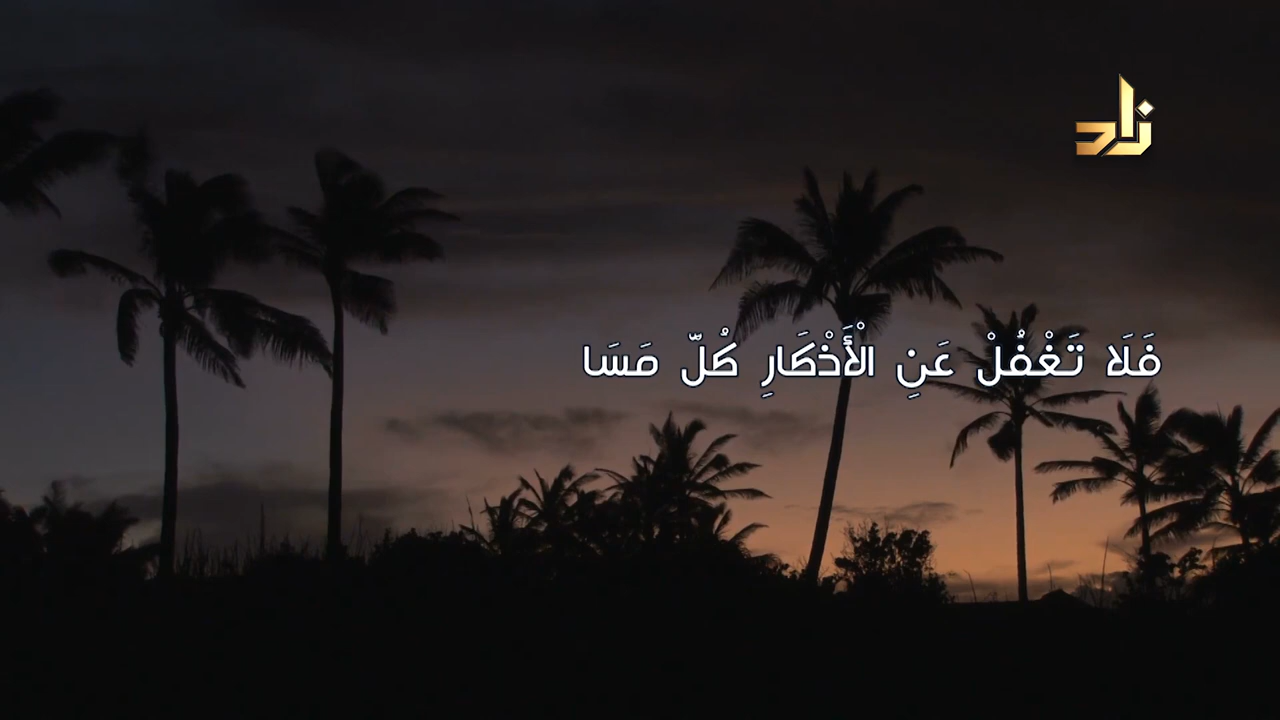 زاد
فَلَا تَغْفُلْ عَنِ الْأَذْكَارِ كُلّ مَسَا